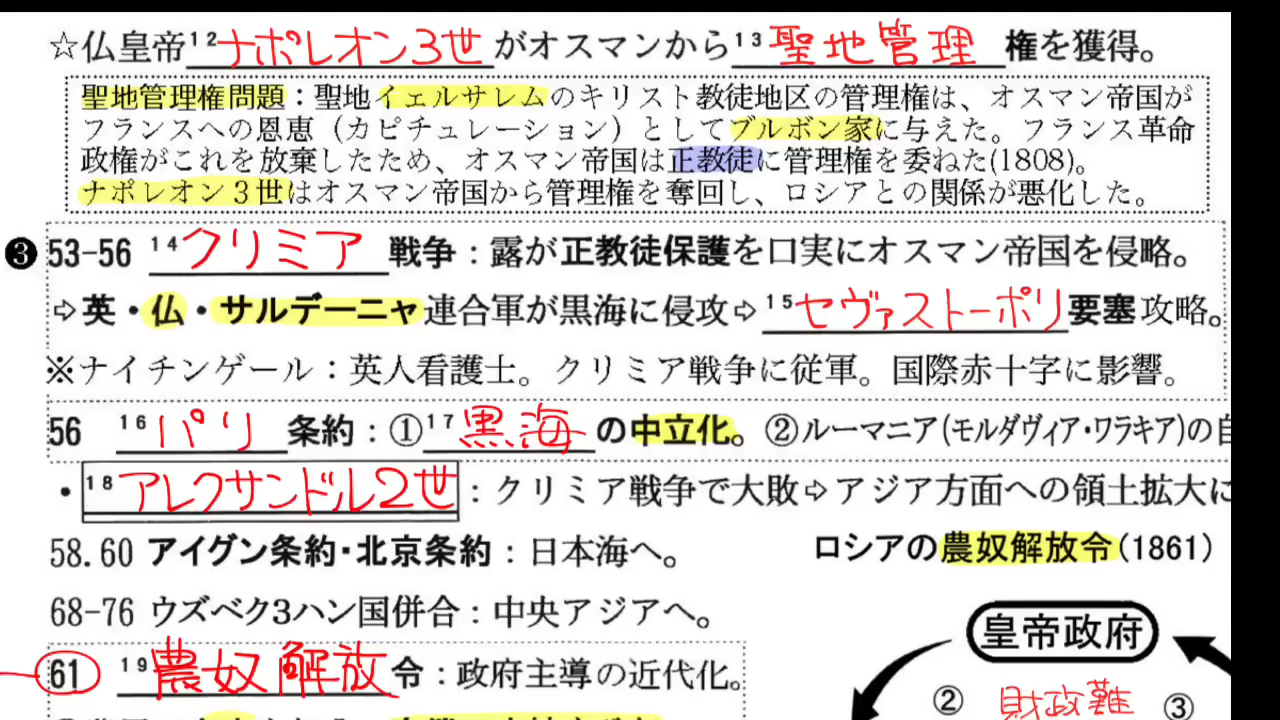 ☆仏皇帝12ナポレオン3世がオスマンから13聖地管理権を獲得。
聖地管理権問題：聖地イェルサレムのキリスト教徒地区の管理権は、オスマン帝国が
フランスへの恩恵（カピチュレーション）としてブルボン家に与えた。フランス革命
政権がこれを放棄したため、オスマン帝国は正教徒に管理権を委ねた(1808)。
ナポレオン３世はオスマン帝国から管理権を奪回し、ロシアとの関係が悪化した。
❸53-56 14クリミア戦争：露が正教徒保護を口実にオスマン帝国を侵略。
⇨英・仏・サルデーニャ連合軍が黒海に侵攻⇨15セヴァストーポリ要塞攻略。
※ナイチンゲール：英人看護士。クリミア戦争に従軍。国際赤十字に影響。
56 16パリ条約：①17黒海の中立化。②ルーマニア(モルダヴィア・ワラキア)の自
・18アレクサンドル2世：クリミア戦争で大敗⇨アジア方面への領土拡大に
58.60 アイグン条約・北京条約：日本海へ。
ロシアの農奴解放令(1861)
68-76 ウズベク3ハン国併合：中央アジアへ。
皇帝政府
61 19農奴解放令：政府主導の近代化。
② 財政難 ③